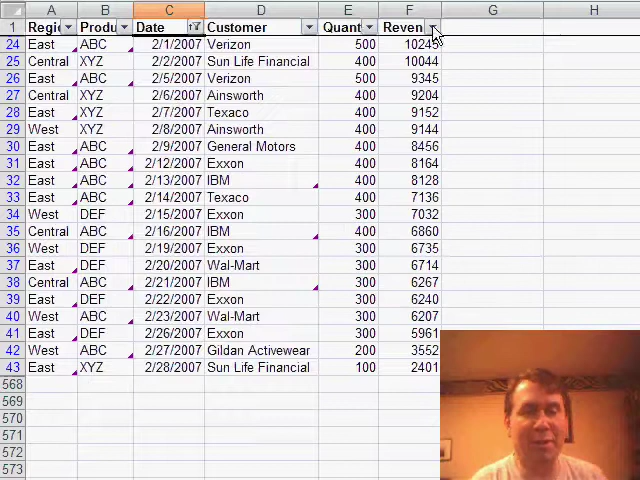 A B C D E F G H
1 Regi Produ Date Customer Quant Reven
24 East ABC 2/1/2007 Verizon 500 10245
25 Central XYZ 2/2/2007 Sun Life Financial 400 10044
26 East ABC 2/5/2007 Verizon 500 9345
27 Central XYZ 2/6/2007 Ainsworth 400 9204
28 East XYZ 2/7/2007 Texaco 400 9152
29 West XYZ 2/8/2007 Ainsworth 400 9144
30 East ABC 2/9/2007 General Motors 400 8456
31 East ABC 2/12/2007 Exxon 400 8164
32 East ABC 2/13/2007 IBM 400 8128
33 East ABC 2/14/2007 Texaco 400 7136
34 West DEF 2/15/2007 Exxon 300 7032
35 Central ABC 2/16/2007 IBM 400 6860
36 West DEF 2/19/2007 Exxon 300 6735
37 East DEF 2/20/2007 Wal-Mart 300 6714
38 Central ABC 2/21/2007 IBM 300 6267
39 East DEF 2/22/2007 Exxon 300 6240
40 West ABC 2/23/2007 Wal-Mart 300 6207
41 East DEF 2/26/2007 Exxon 300 5961
42 West ABC 2/27/2007 Gildan Activewear 200 3552
43 East XYZ 2/28/2007 Sun Life Financial 100 2401
568
569
570
571
572
573